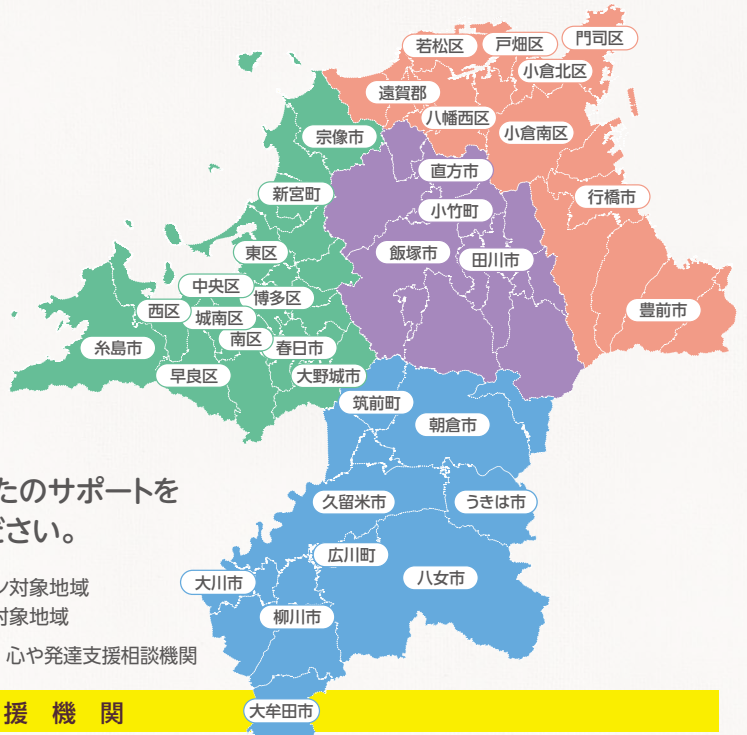 門司区
戸畑区
若松区
小倉北区
遠賀郡
八幡西区
小倉南区
宗像市
直方市
新宮町
行橋市
小竹町
東区
飯塚市
田川市
中央区
博多区
西区
城南区
豊前市
南区
糸島市
春日市
早良区
大野城市
筑前町
朝倉市
たのサポートを
ださい。
久留米市
うきは市
広川町
大川市
八女市
ン対象地域
対象地域
柳川市
心や発達支援相談機関
援 機 関
大牟田市